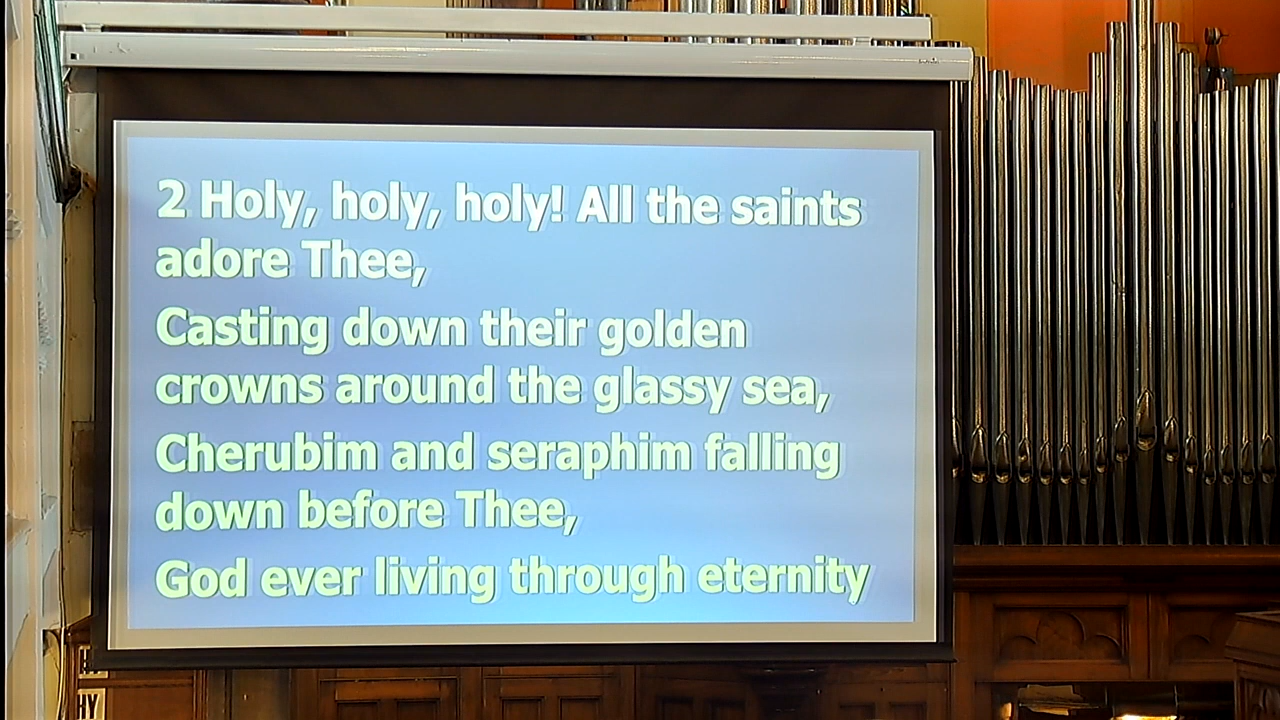 2 Holy, holy, holy! All the saints
adore Thee,
Casting down their golden
crowns around the glassy sea,
Cherubim and seraphim falling
down before Thee,
God ever living through eternity